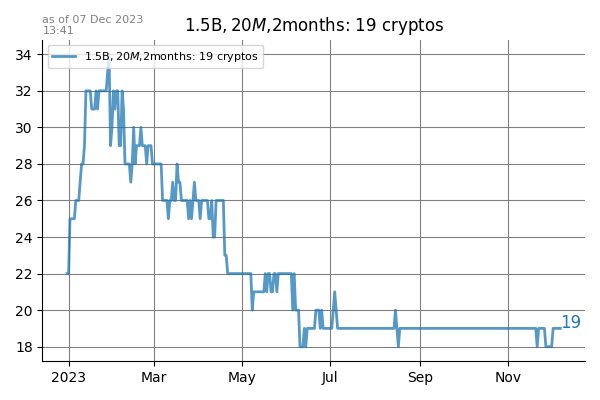 as of 07 Dec 2023
13:41
1.5B, 20M,2months: 19 cryptos
1.5B, 20M,2months: 19 cryptos
34
32
30
28
26
24
22
20
18
19
2023 Mar May Jul Sep Nov